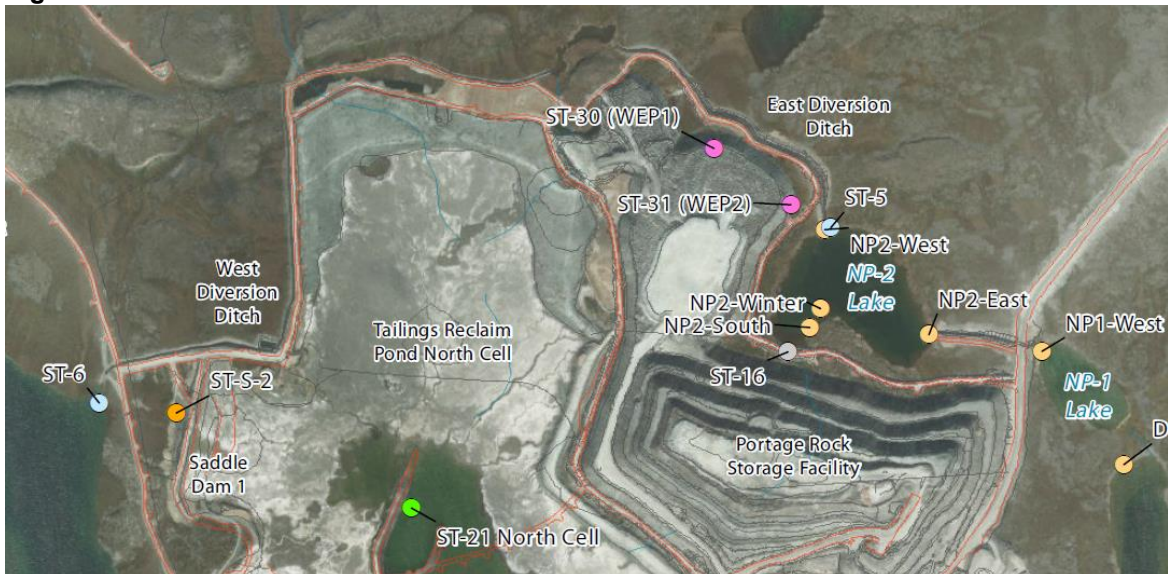 East Diversion
Ditch
ST-30 (WEP1)
ST-31 (WEP2)
ST-5
NP2-West
NP-2
Lake
West
Diversion
Ditch
Tailings Reclaim
Pond North Cell
NP2-Winter
NP2-South
NP2-East
NP1-West
ST-16
NP-1
Lake
ST-6
ST-S-2
Portage Rock
Storage Facility
D
Saddle
Dam 1
ST-21 North Cell